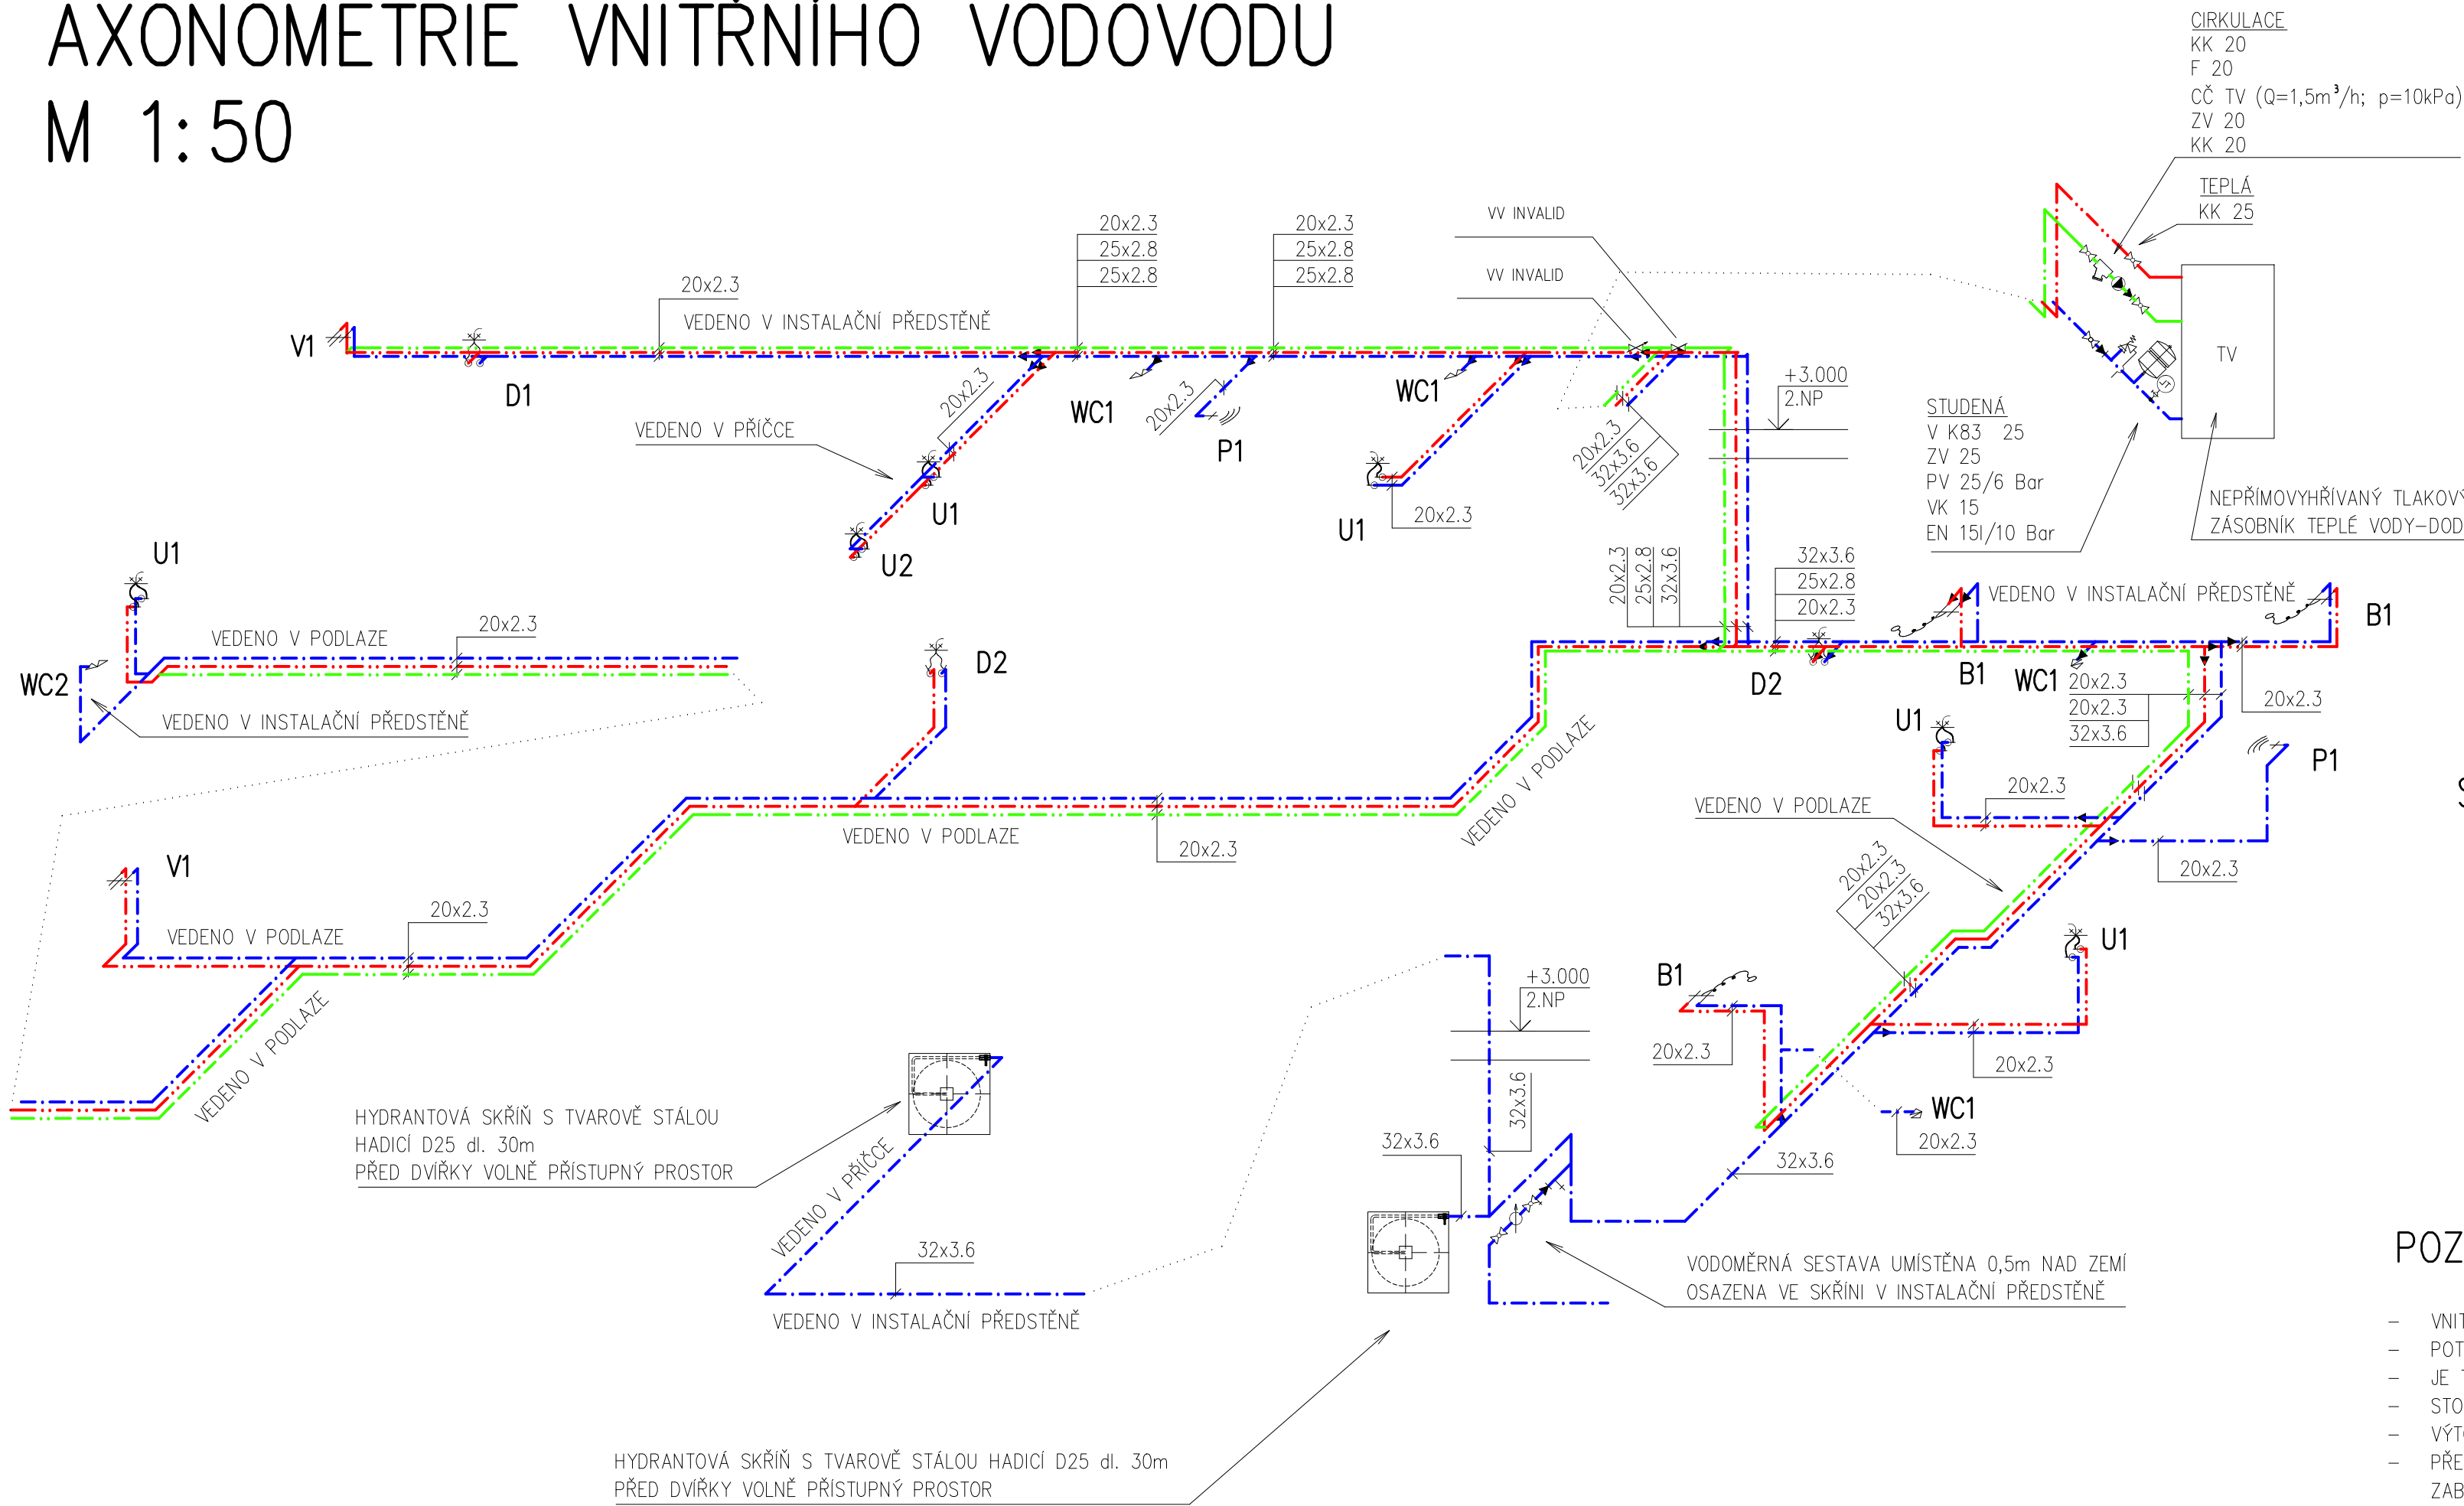 AXONOMETRIE VNITŘNÍHO VODOVODU
M 1:50
CIRKULACE
KK 20
F 20
CČ TV (Q=1,5m³/h; p=10kPa)
ZV 20
KK 20
TEPLÁ
KK 25
TV
STUDENÁ
V K83 25
ZV 25
PV 25/6 Bar
VK 15
EN 15l/10 Bar
NEPŘÍMOVYHŘÍVANÝ TLAKOVÝ
ZÁSOBNÍK TEPLÉ VODY-DOD
VV INVALID
VV INVALID
20x2.3
25x2.8
25x2.8
20x2.3
25x2.8
25x2.8
20x2.3
VEDENO V INSTALAČNÍ PŘEDSTĚNĚ
V1
D1
20x2.3
WC1
20x2.3
P1
WC1
VEDENO V PŘÍČCE
U1
U2
U1
20x2.3
20x2.3
32x3.6
32x3.6
+3.000
2.NP
20x2.3
25x2.8
32x3.6
32x3.6
25x2.8
20x2.3
VEDENO V INSTALAČNÍ PŘEDSTĚNĚ
B1
B1
WC1
D2
20x2.3
20x2.3
32x3.6
20x2.3
U1
P1
20x2.3
20x2.3
VEDENO V PODLAZE
20x2.3
20x2.3
32x3.6
U1
20x2.3
B1
20x2.3
WC1
20x2.3
32x3.6
U1
VEDENO V PODLAZE
20x2.3
WC2
VEDENO V INSTALAČNÍ PŘEDSTĚNĚ
D2
VEDENO V PODLAZE
20x2.3
VEDENO V PODLAZE
V1
VEDENO V PODLAZE
20x2.3
VEDENO V PODLAZE
+3.000
2.NP
32x3.6
32x3.6
HYDRANTOVÁ SKŘÍŇ S TVAROVĚ STÁLOU
HADICÍ D25 dl. 30m
PŘED DVÍŘKY VOLNĚ PŘÍSTUPNÝ PROSTOR
VEDENO V PŘÍČCE
32x3.6
VEDENO V INSTALAČNÍ PŘEDSTĚNĚ
VODOMĚRNÁ SESTAVA UMÍSTĚNA 0,5m NAD ZEMÍ
OSAZENA VE SKŘÍNI V INSTALAČNÍ PŘEDSTĚNĚ
HYDRANTOVÁ SKŘÍŇ S TVAROVĚ STÁLOU HADICÍ D25 dl. 30m
PŘED DVÍŘKY VOLNĚ PŘÍSTUPNÝ PROSTOR
S
POZ
- VNIT
- POT
- JE
- STO
- VÝT
- PŘE
ZAB